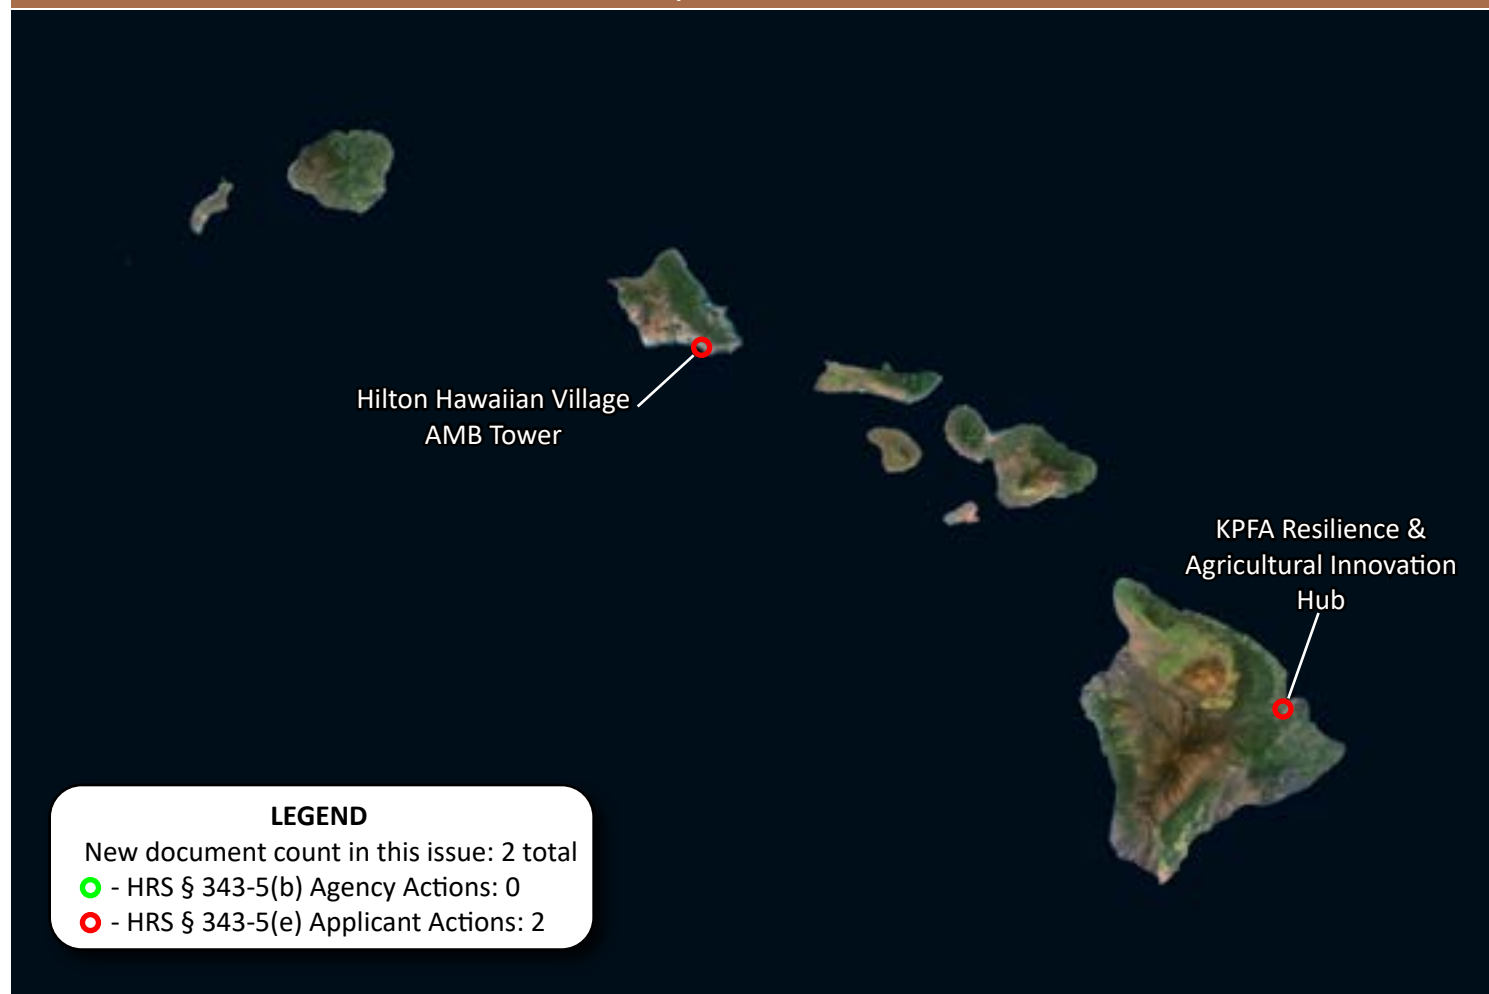 Hilton Hawaiian Village
AMB Tower
KPFA Resilience &
Agricultural Innovation
Hub
LEGEND
New document count in this issue: 2 total
- HRS § 343-5(b) Agency Actions: 0
- HRS § 343-5(e) Applicant Actions: 2